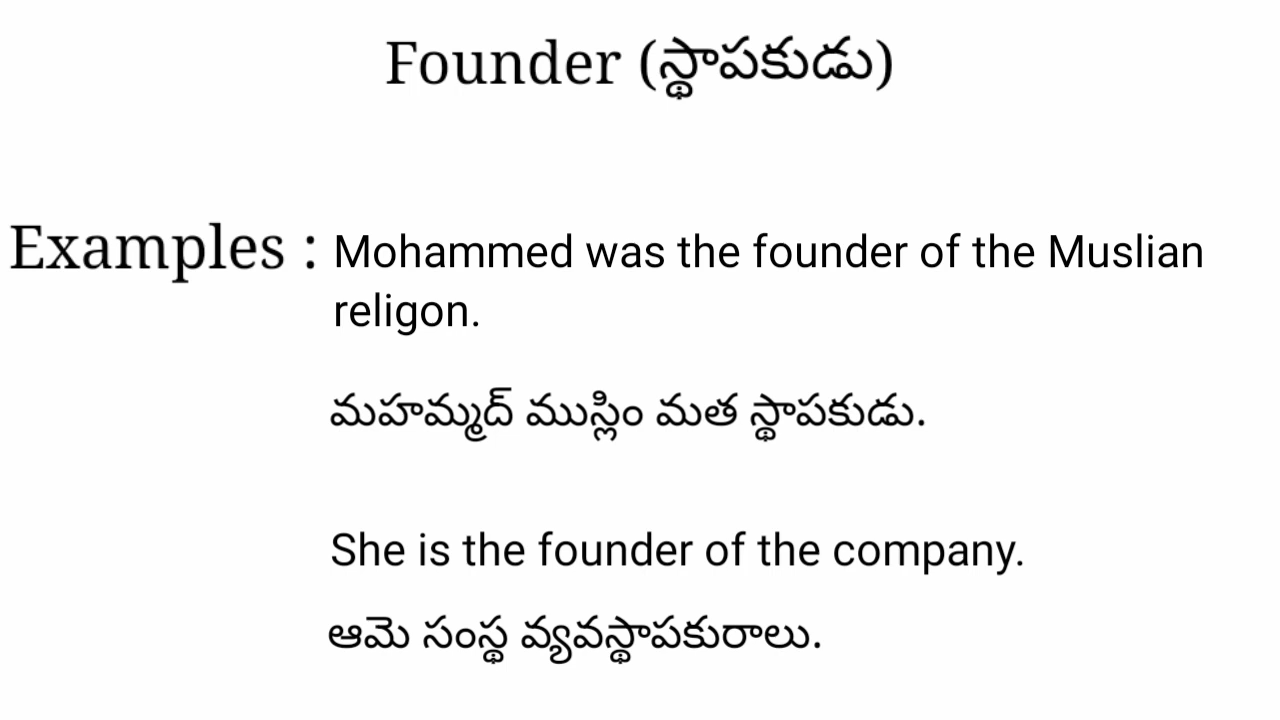 Founder (స్థాపకుడు)
Examples : Mohammed was the founder of the Muslian
religon.
మహమ్మద్ ముస్లిం మత స్థాపకుడు.
She is the founder of the company.
ఆమె సంస్థ వ్యవస్థాపకురాలు.